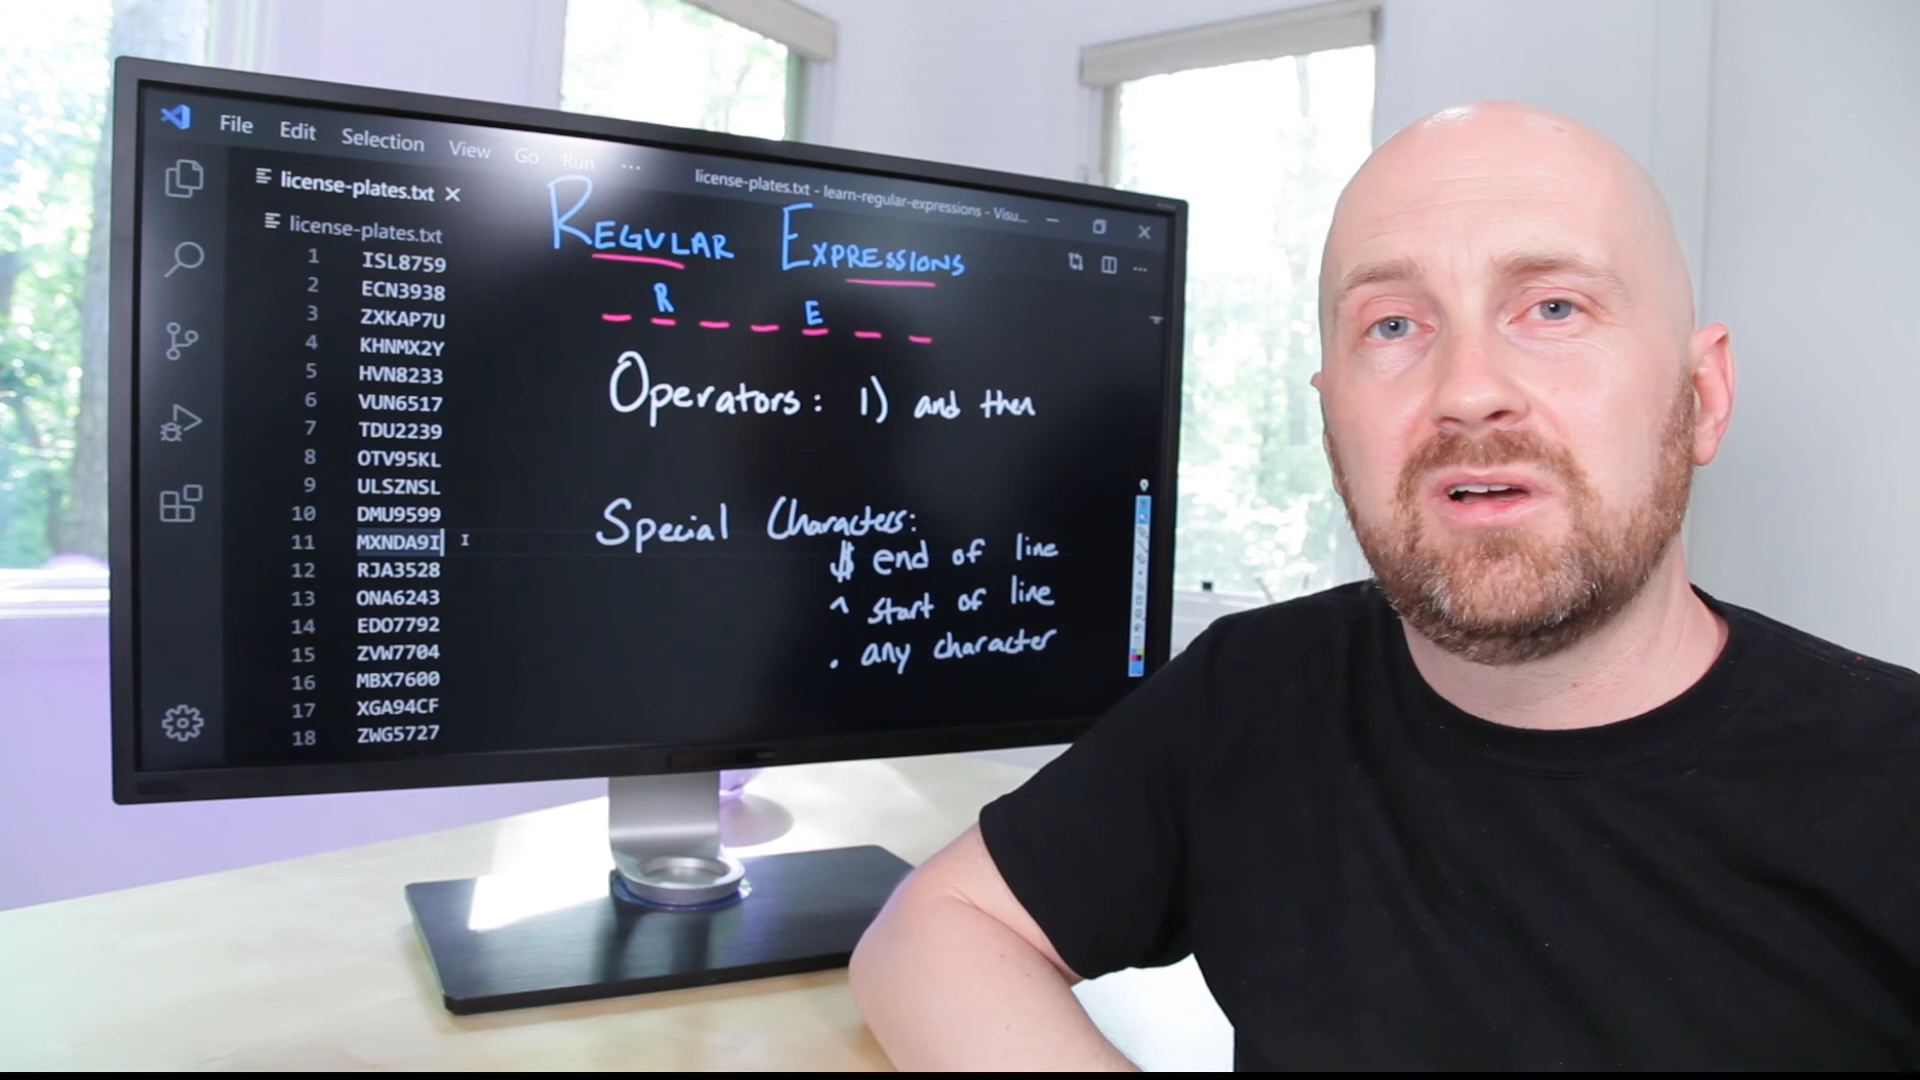 File Edit Selection View Go Run ...
license-plates.txt - learn-regular-expressions - Visu...
license-plates.txt
license-plates.txt
1 ISL8759
2 ECN3938
3 ZXKAP7U
4 KHNMX2Y
5 HVN8233
6 VUN6517
7 TDU2239
8 OTV95KL
9 ULSZNSL
10 DMU9599
11 MXNDA9I
12 RJA3528
13 ONA6243
14 EDO7792
15 ZVW7704
16 MBX7600
17 XGA94CF
18 ZWG5727
REGULAR EXPRESSIONS
_ R _ _ E _ _
Operators: 1) and then
Special Characters:
$ end of line
^ start of line
. any character